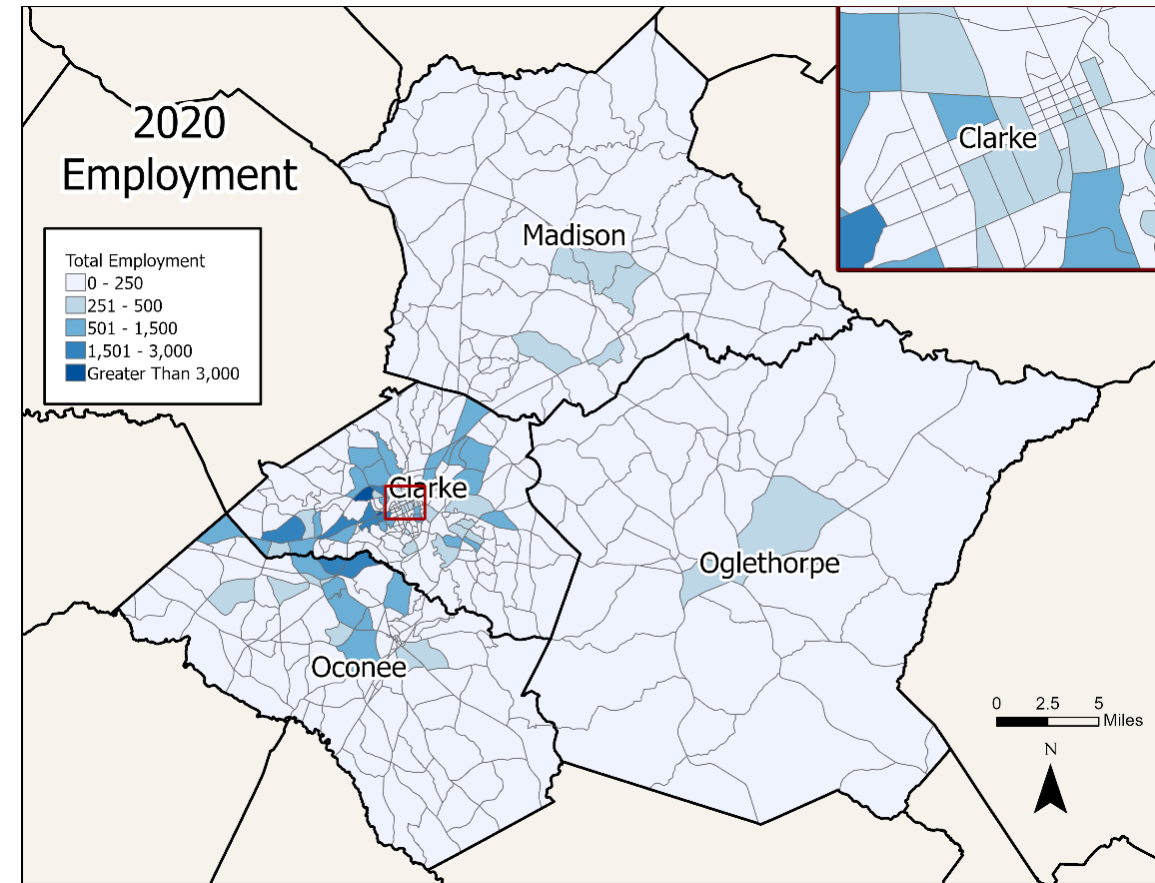 2020
Employment
Total Employment
0 - 250
251 - 500
501 - 1,500
1,501 - 3,000
Greater Than 3,000
Clarke
Madison
Clarke
Oglethorpe
Oconee
0 2.5 5
Miles
N